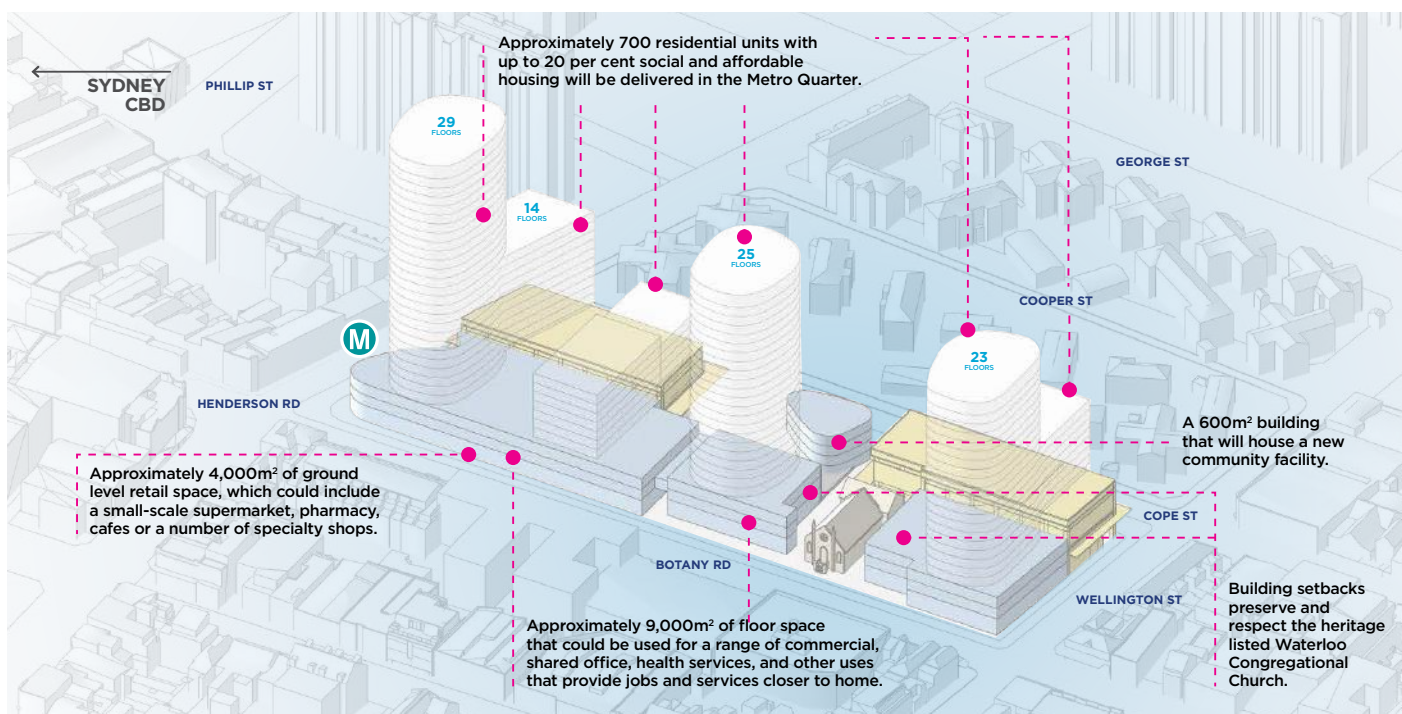 Approximately 700 residential units with
up to 20 per cent social and affordable
housing will be delivered in the Metro Quarter.
SYDNEY
CBD
PHILLIP ST
29
FLOORS
GEORGE ST
14
FLOORS
25
FLOORS
COOPER ST
M
23
FLOORS
HENDERSON RD
A 600m² building
that will house a new
community facility.
Approximately 4,000m² of ground
level retail space, which could include
a small-scale supermarket, pharmacy,
cafes or a number of specialty shops.
COPE ST
BOTANY RD
WELLINGTON ST
Building setbacks
preserve and
respect the heritage
listed Waterloo
Congregational
Church.
Approximately 9,000m² of floor space
that could be used for a range of commercial,
shared office, health services, and other uses
that provide jobs and services closer to home.